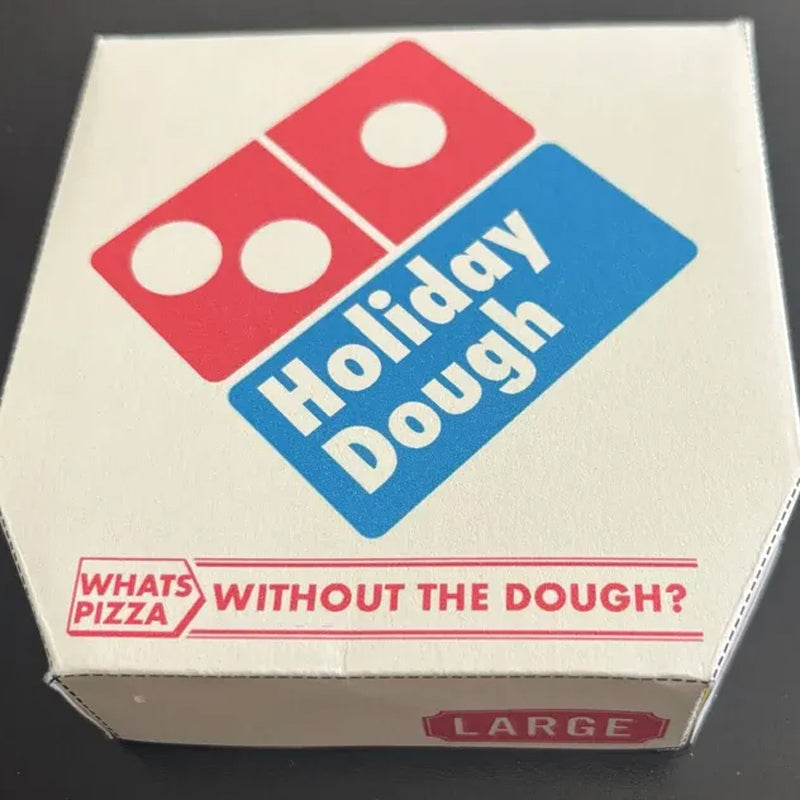 Holiday
Dough
WHATS
PIZZA
WITHOUT THE DOUGH?
LARGE